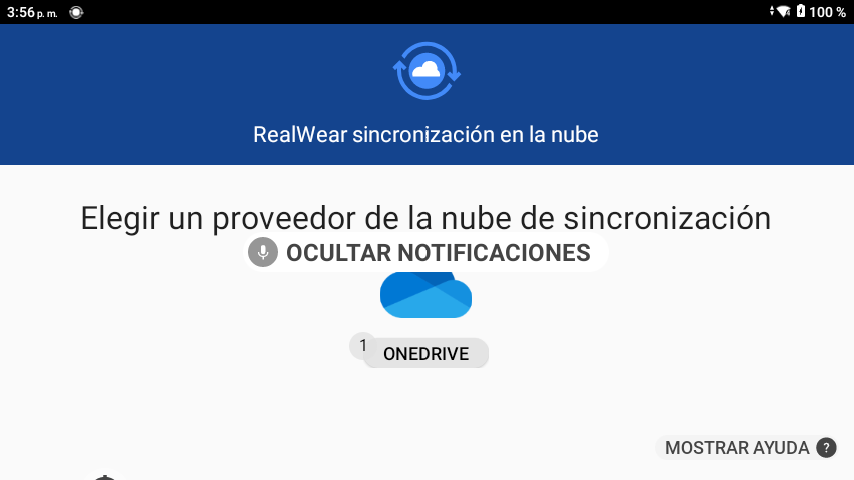 3:56 p. m.
100 %
RealWear sincronización en la nube
Elegir un proveedor de la nube de sincronización
OCULTAR NOTIFICACIONES
1
ONEDRIVE
MOSTRAR AYUDA ?